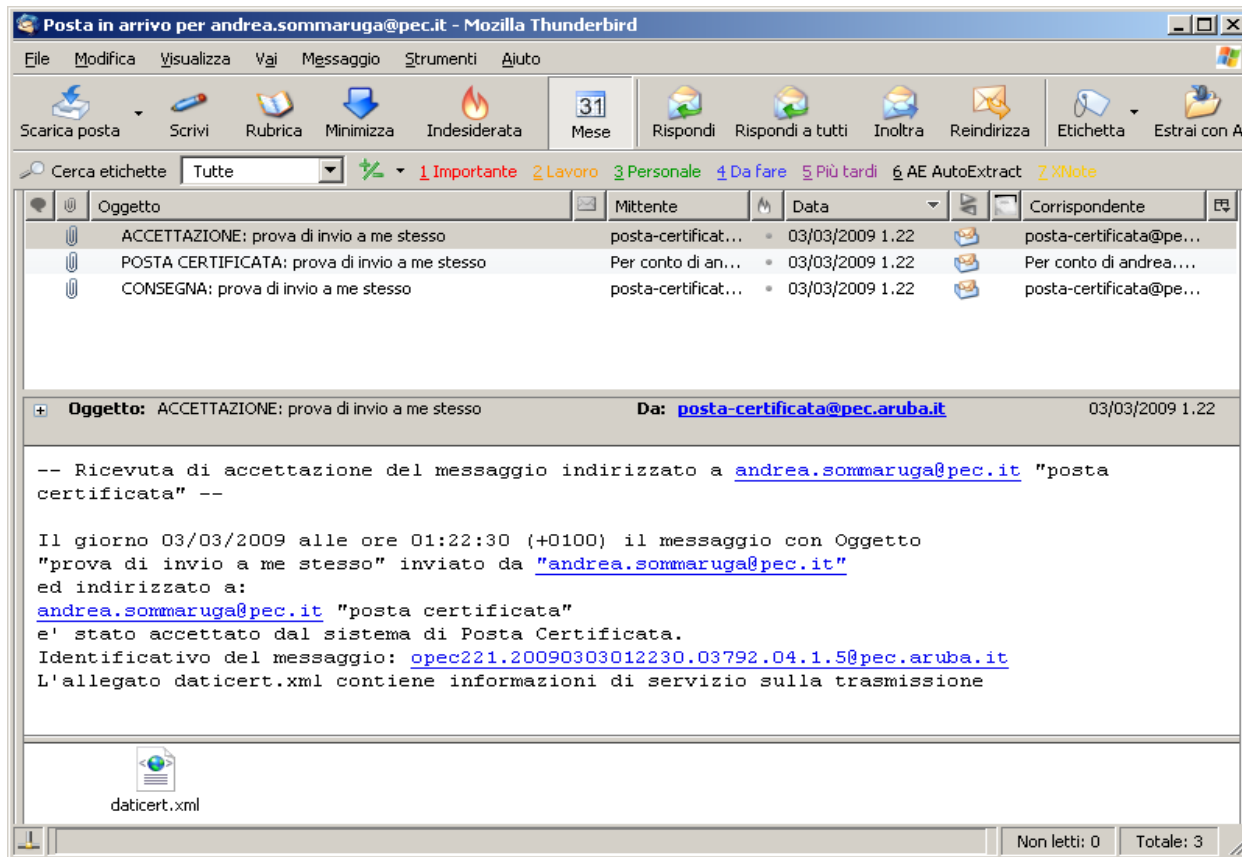 Posta in arrivo per andrea.sommaruga@pec.it - Mozilla Thunderbird
File Modifica Visualizza Vai Messaggio Strumenti Aiuto
31
Scarica posta Scrivi Rubrica Minimizza Indesiderata Mese Rispondi Rispondi a tutti Inoltra Reindirizza Etichetta Estrai con A
Cerca etichette Tutte 1 Importante 2 Lavoro 3 Personale 4 Da fare 5 Più tardi 6 AE AutoExtract 7 XNote
Oggetto Mittente Data Corrispondente
ACCETTAZIONE: prova di invio a me stesso posta-certificat... 03/03/2009 1.22 posta-certificata@pe...
POSTA CERTIFICATA: prova di invio a me stesso Per conto di an... 03/03/2009 1.22 Per conto di andrea....
CONSEGNA: prova di invio a me stesso posta-certificat... 03/03/2009 1.22 posta-certificata@pe...
Oggetto: ACCETTAZIONE: prova di invio a me stesso Da: posta-certificata@pec.aruba.it 03/03/2009 1.22
-- Ricevuta di accettazione del messaggio indirizzato a andrea.sommaruga@pec.it "posta
certificata" --
Il giorno 03/03/2009 alle ore 01:22:30 (+0100) il messaggio con Oggetto
"prova di invio a me stesso" inviato da "andrea.sommaruga@pec.it"
ed indirizzato a:
andrea.sommaruga@pec.it "posta certificata"
e' stato accettato dal sistema di Posta Certificata.
Identificativo del messaggio: opec221.20090303012230.03792.04.1.5@pec.aruba.it
L'allegato daticert.xml contiene informazioni di servizio sulla trasmissione
daticert.xml
Non letti: 0 Totale: 3